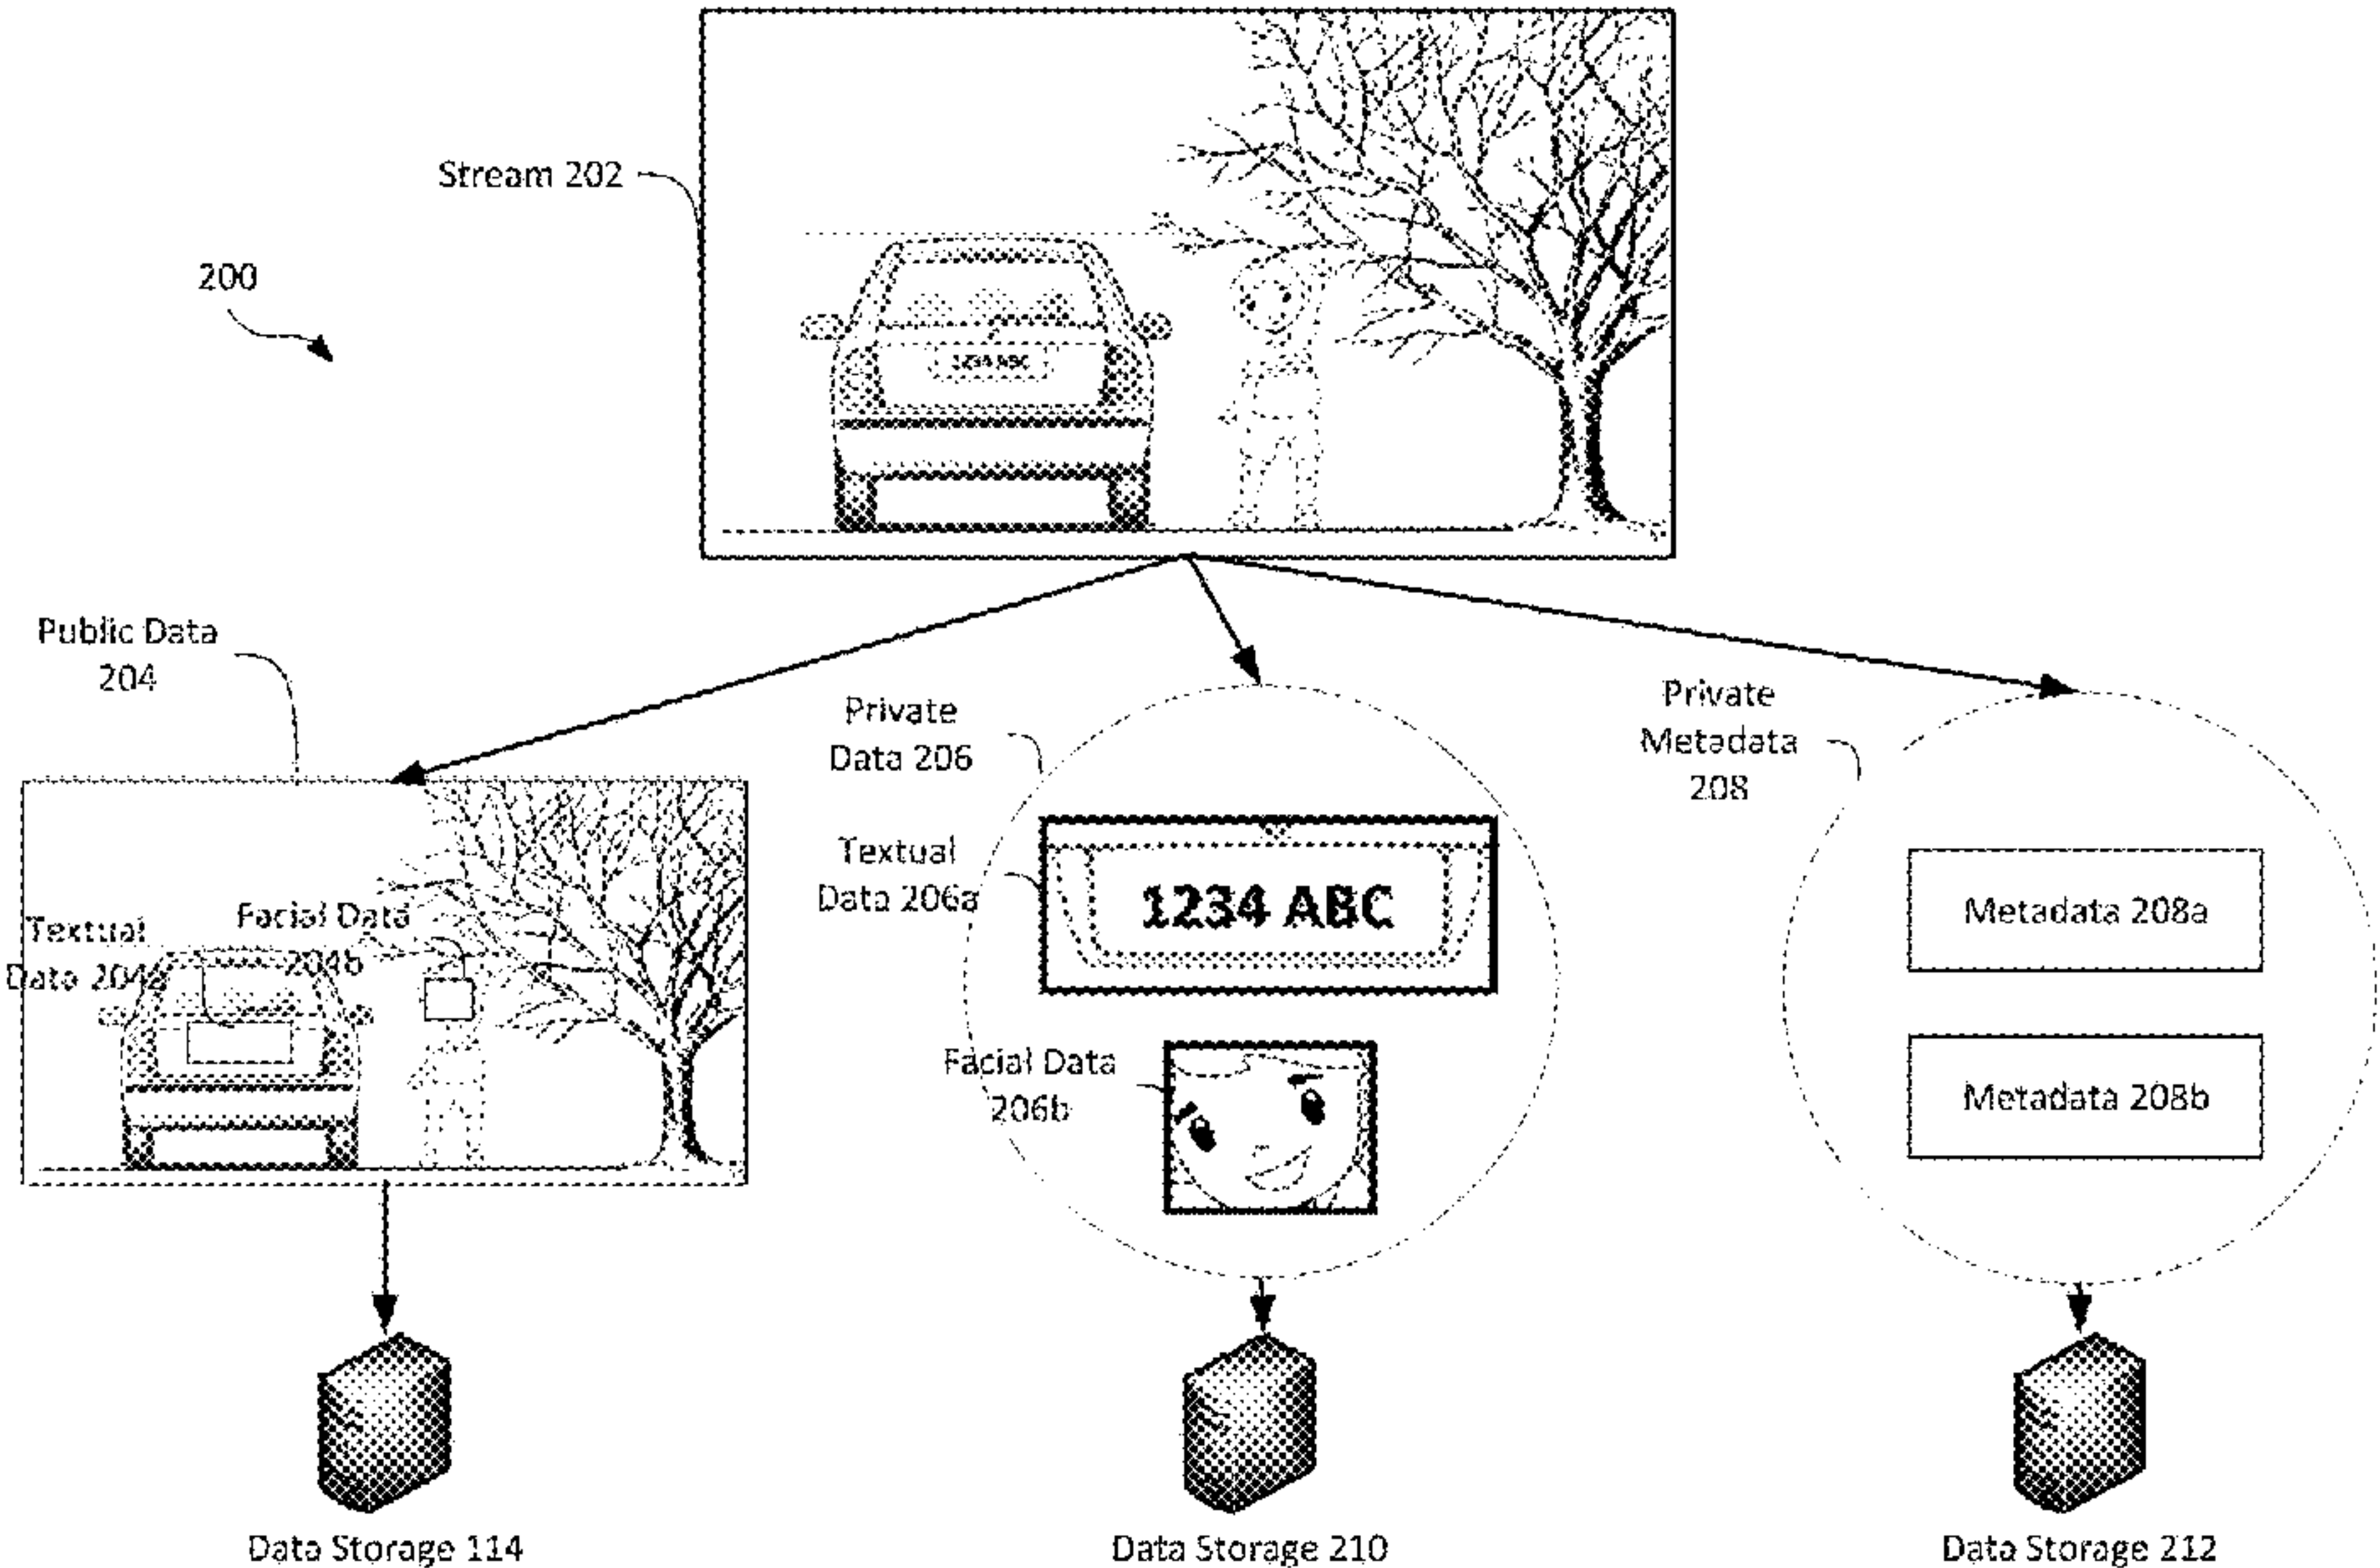 Stream 202
200
1234 ABC
Public Data
204
Private
Data 206
Private
Metadata
208
Textual
Data 204a
Facial Data
204b
Textual
Data 206a
1234 ABC
Metadata 208a
Facial Data
206b
Metadata 208b
Data Storage 114
Data Storage 210
Data Storage 212